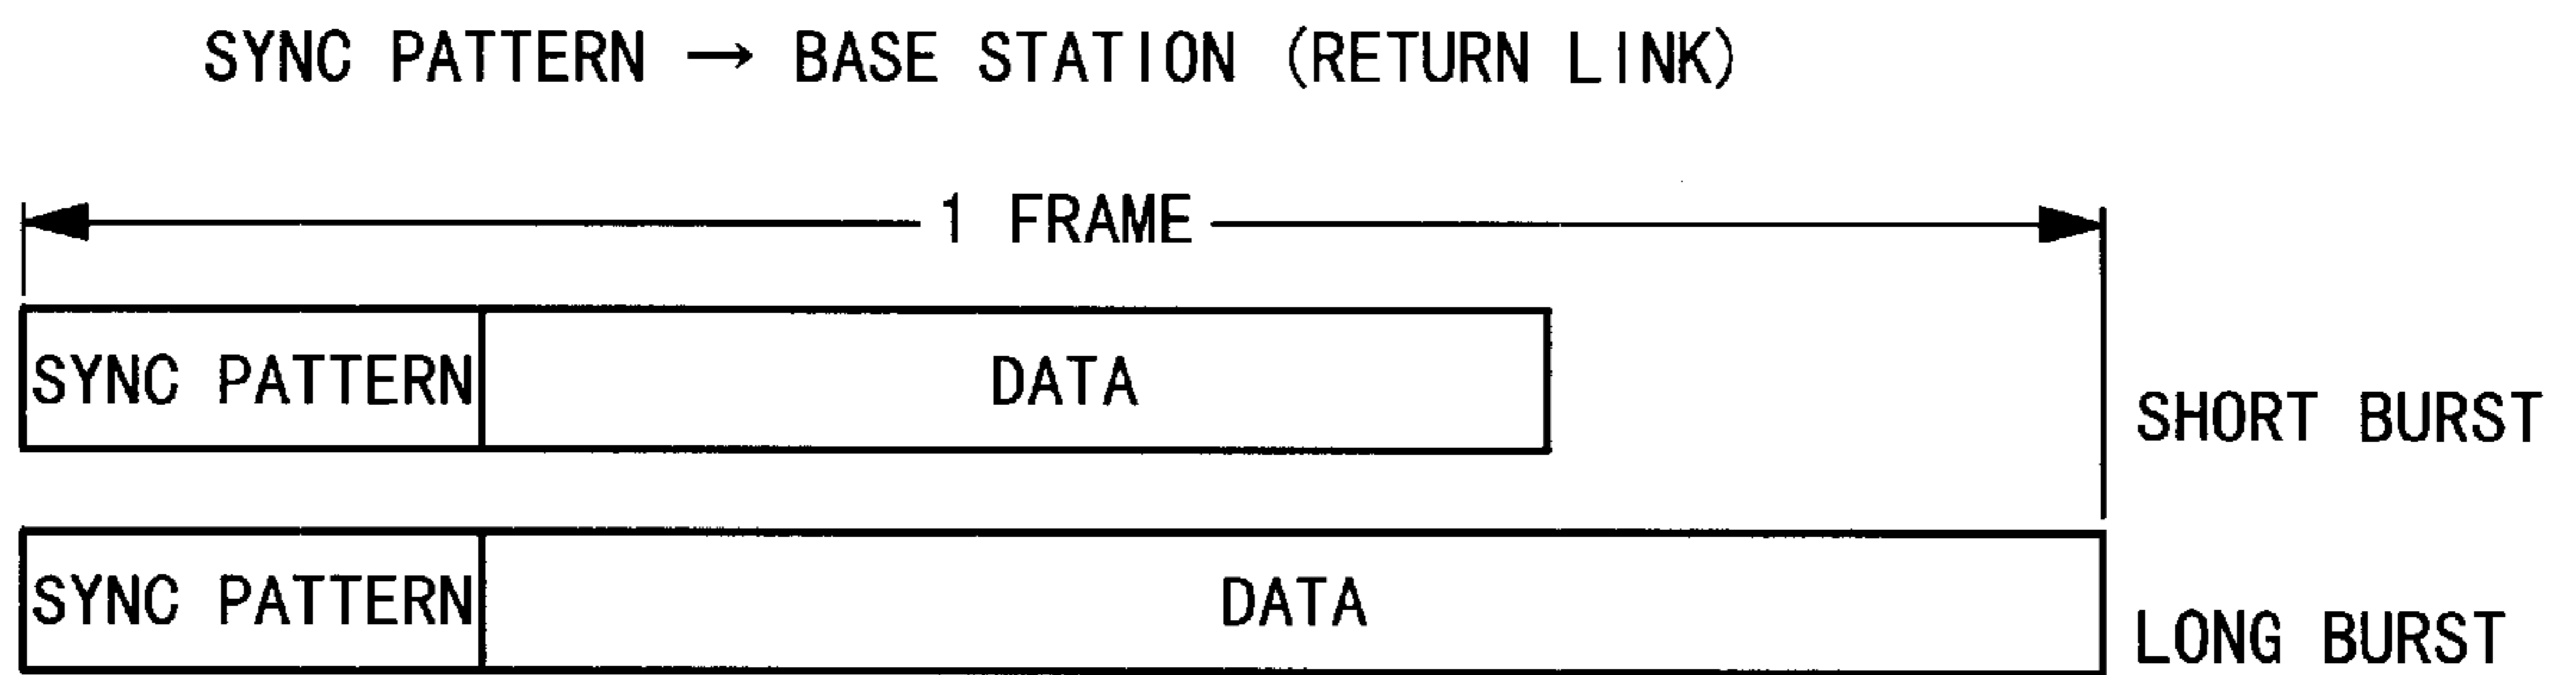 SYNC PATTERN → BASE STATION (RETURN LINK)
1 FRAME
SYNC PATTERN DATA
SHORT BURST
SYNC PATTERN DATA
LONG BURST